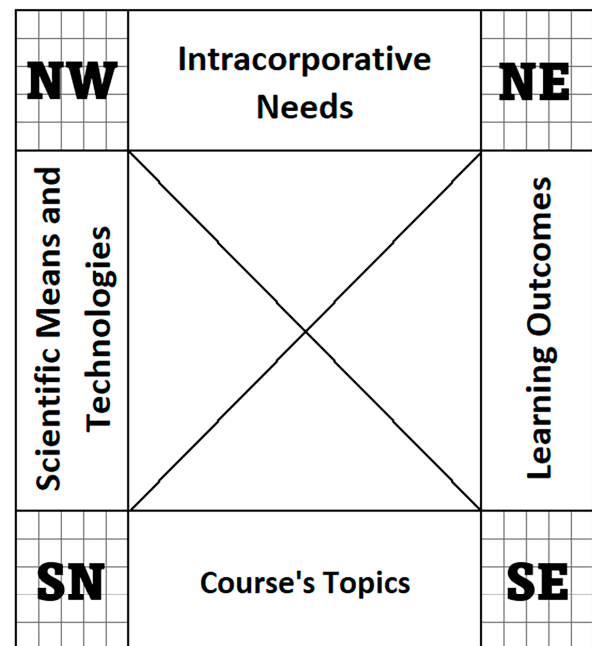 NW
Intracorporative
Needs
NE
Scientific Means and
Technologies
Learning Outcomes
SN
Course's Topics
SE